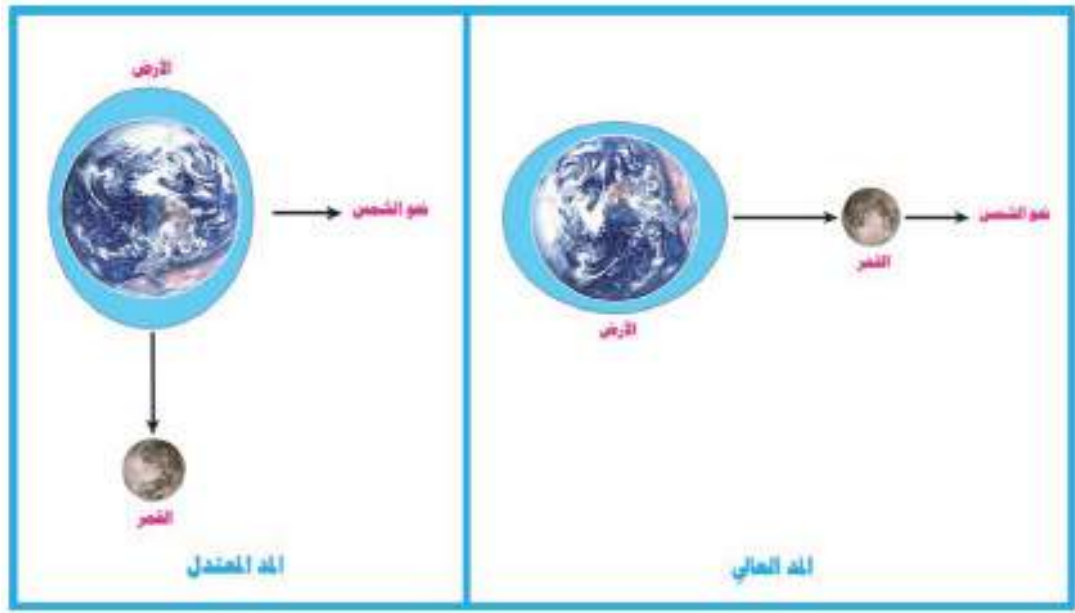 الأرض
نحو الشمس
القمر
المد العالي
الأرض
نحو الشمس
القمر
المد المعتدل